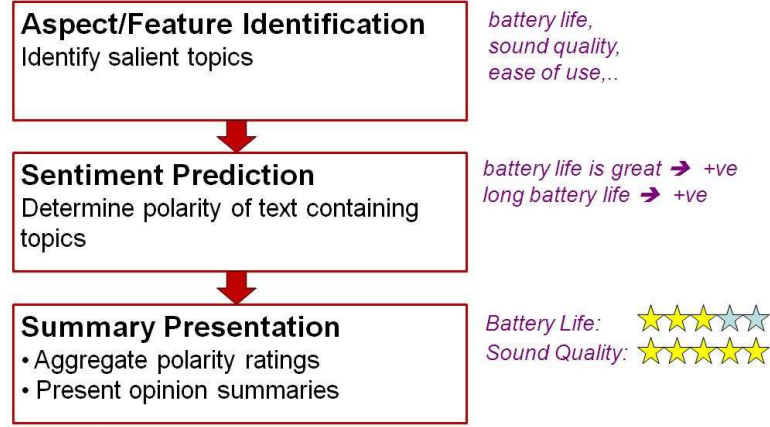 Aspect/Feature Identification
Identify salient topics
battery life,
sound quality,
ease of use,..
Sentiment Prediction
Determine polarity of text containing
topics
battery life is great ➔ +ve
long battery life ➔ +ve
Summary Presentation
• Aggregate polarity ratings
• Present opinion summaries
Battery Life:
Sound Quality: